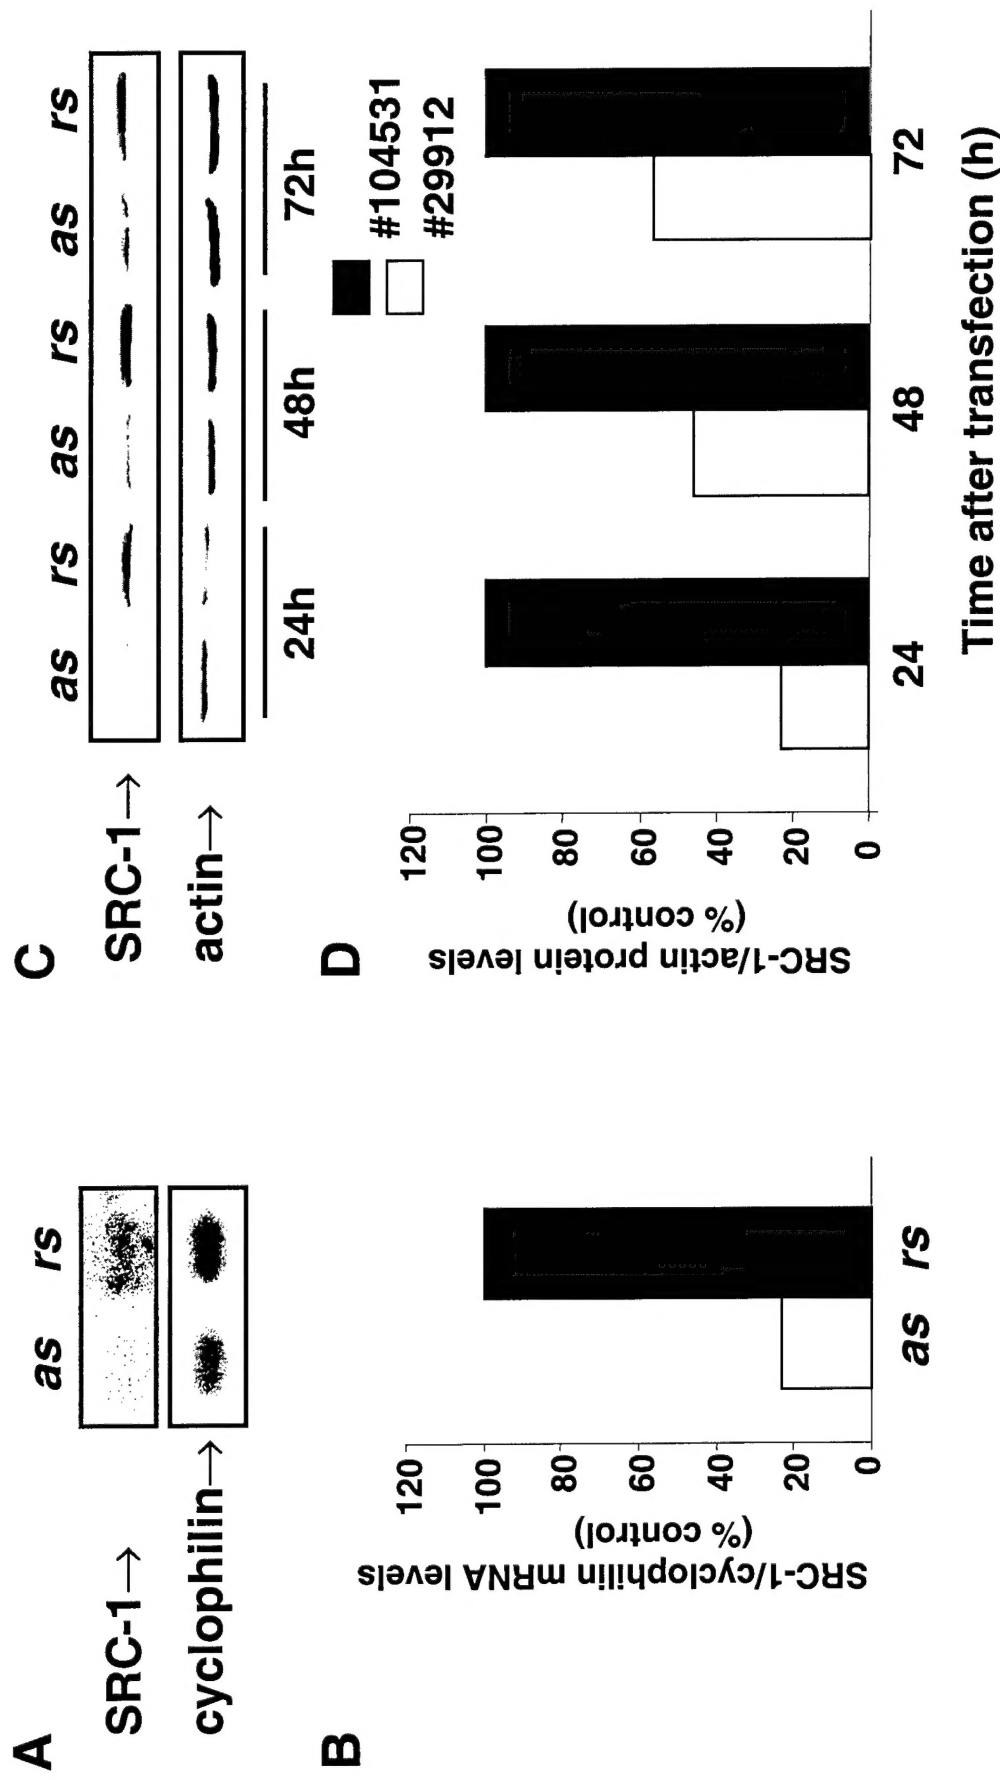 A
as rs
SRC-1→
cyclophilin→
B
SRC-1/cyclophilin mRNA levels
(% control)
120
100
80
60
40
20
0
as rs
C
as rs as rs as rs
SRC-1→
actin→
24h 48h 72h
D
#104531
#29912
SRC-1/actin protein levels
(% control)
120
100
80
60
40
20
0
24 48 72
Time after transfection (h)